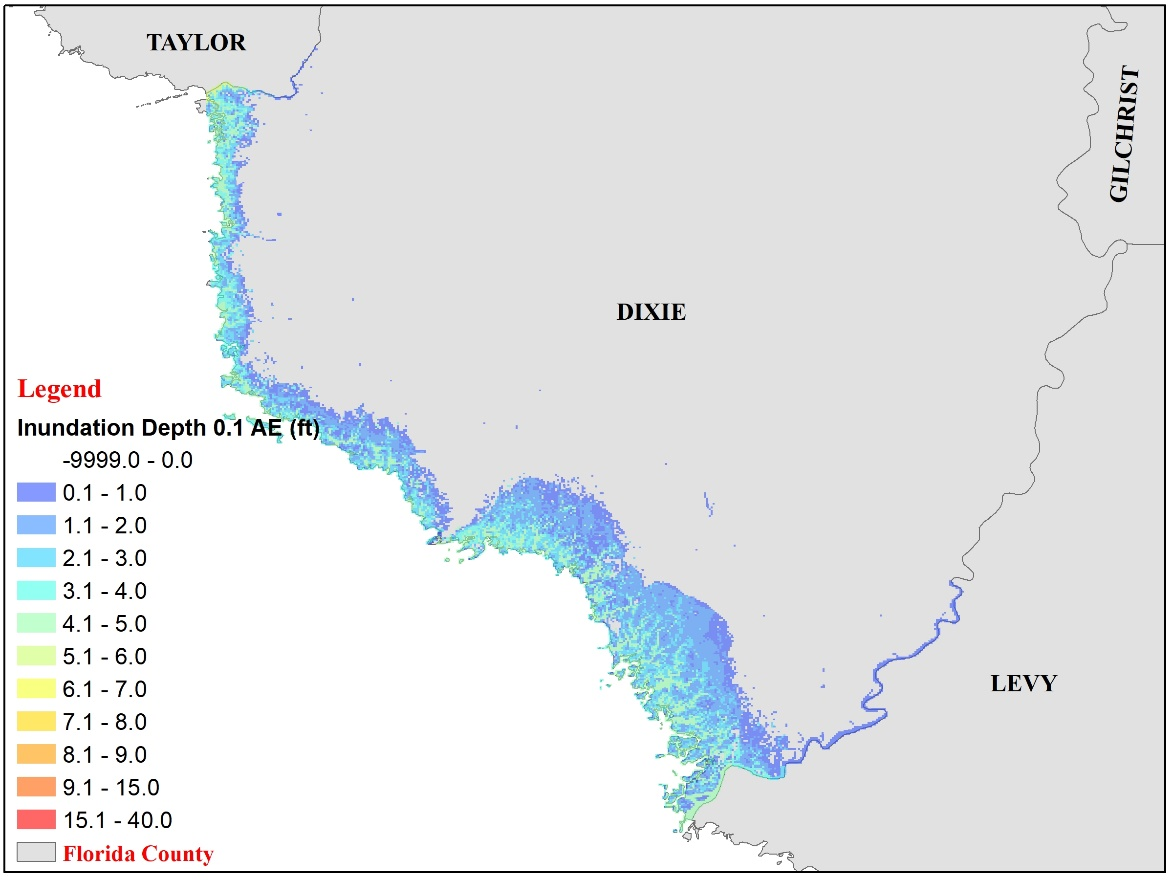 TAYLOR
GILCHRIST
DIXIE
LEVY
Legend
Inundation Depth 0.1 AE (ft)
-9999.0 - 0.0
0.1 - 1.0
1.1 - 2.0
2.1 - 3.0
3.1 - 4.0
4.1 - 5.0
5.1 - 6.0
6.1 - 7.0
7.1 - 8.0
8.1 - 9.0
9.1 - 15.0
15.1 - 40.0
Florida County